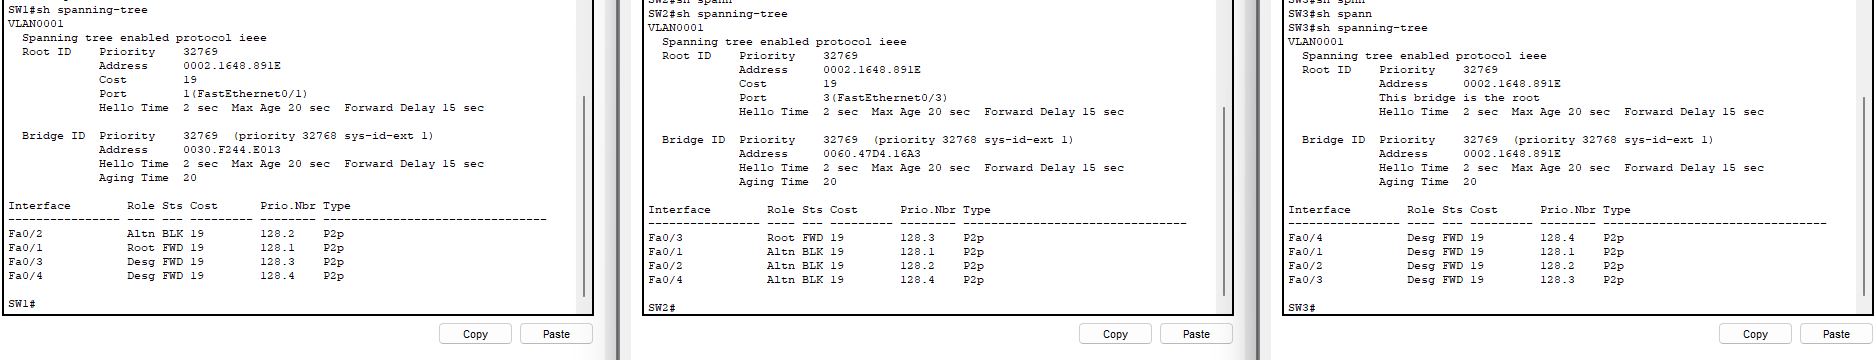 SW1#sh spanning-tree
VLAN0001
  Spanning tree enabled protocol ieee
  Root ID    Priority    32769
             Address     0002.1648.891E
             Cost        19
             Port        1(FastEthernet0/1)
             Hello Time  2 sec  Max Age 20 sec  Forward Delay 15 sec

  Bridge ID  Priority    32769  (priority 32768 sys-id-ext 1)
             Address     0030.F244.E013
             Hello Time  2 sec  Max Age 20 sec  Forward Delay 15 sec
             Aging Time  20

Interface        Role Sts Cost      Prio.Nbr Type
---------------- ---- --- --------- -------- --------------------------------
Fa0/2            Altn BLK 19        128.2    P2p
Fa0/1            Root FWD 19        128.1    P2p
Fa0/3            Desg FWD 19        128.3    P2p
Fa0/4            Desg FWD 19        128.4    P2p

SW1#
Copy
Paste
SW2#sh spann
SW2#sh spanning-tree
VLAN0001
  Spanning tree enabled protocol ieee
  Root ID    Priority    32769
             Address     0002.1648.891E
             Cost        19
             Port        3(FastEthernet0/3)
             Hello Time  2 sec  Max Age 20 sec  Forward Delay 15 sec

  Bridge ID  Priority    32769  (priority 32768 sys-id-ext 1)
             Address     0060.47D4.16A3
             Hello Time  2 sec  Max Age 20 sec  Forward Delay 15 sec
             Aging Time  20

Interface        Role Sts Cost      Prio.Nbr Type
---------------- ---- --- --------- -------- --------------------------------
Fa0/3            Root FWD 19        128.3    P2p
Fa0/1            Altn BLK 19        128.1    P2p
Fa0/2            Altn BLK 19        128.2    P2p
Fa0/4            Altn BLK 19        128.4    P2p

SW2#
Copy
Paste
SW3#sh spann
SW3#sh spanning-tree
VLAN0001
  Spanning tree enabled protocol ieee
  Root ID    Priority    32769
             Address     0002.1648.891E
             This bridge is the root
             Hello Time  2 sec  Max Age 20 sec  Forward Delay 15 sec

  Bridge ID  Priority    32769  (priority 32768 sys-id-ext 1)
             Address     0002.1648.891E
             Hello Time  2 sec  Max Age 20 sec  Forward Delay 15 sec
             Aging Time  20

Interface        Role Sts Cost      Prio.Nbr Type
---------------- ---- --- --------- -------- --------------------------------
Fa0/4            Desg FWD 19        128.4    P2p
Fa0/1            Desg FWD 19        128.1    P2p
Fa0/2            Desg FWD 19        128.2    P2p
Fa0/3            Desg FWD 19        128.3    P2p

SW3#
Copy
Paste